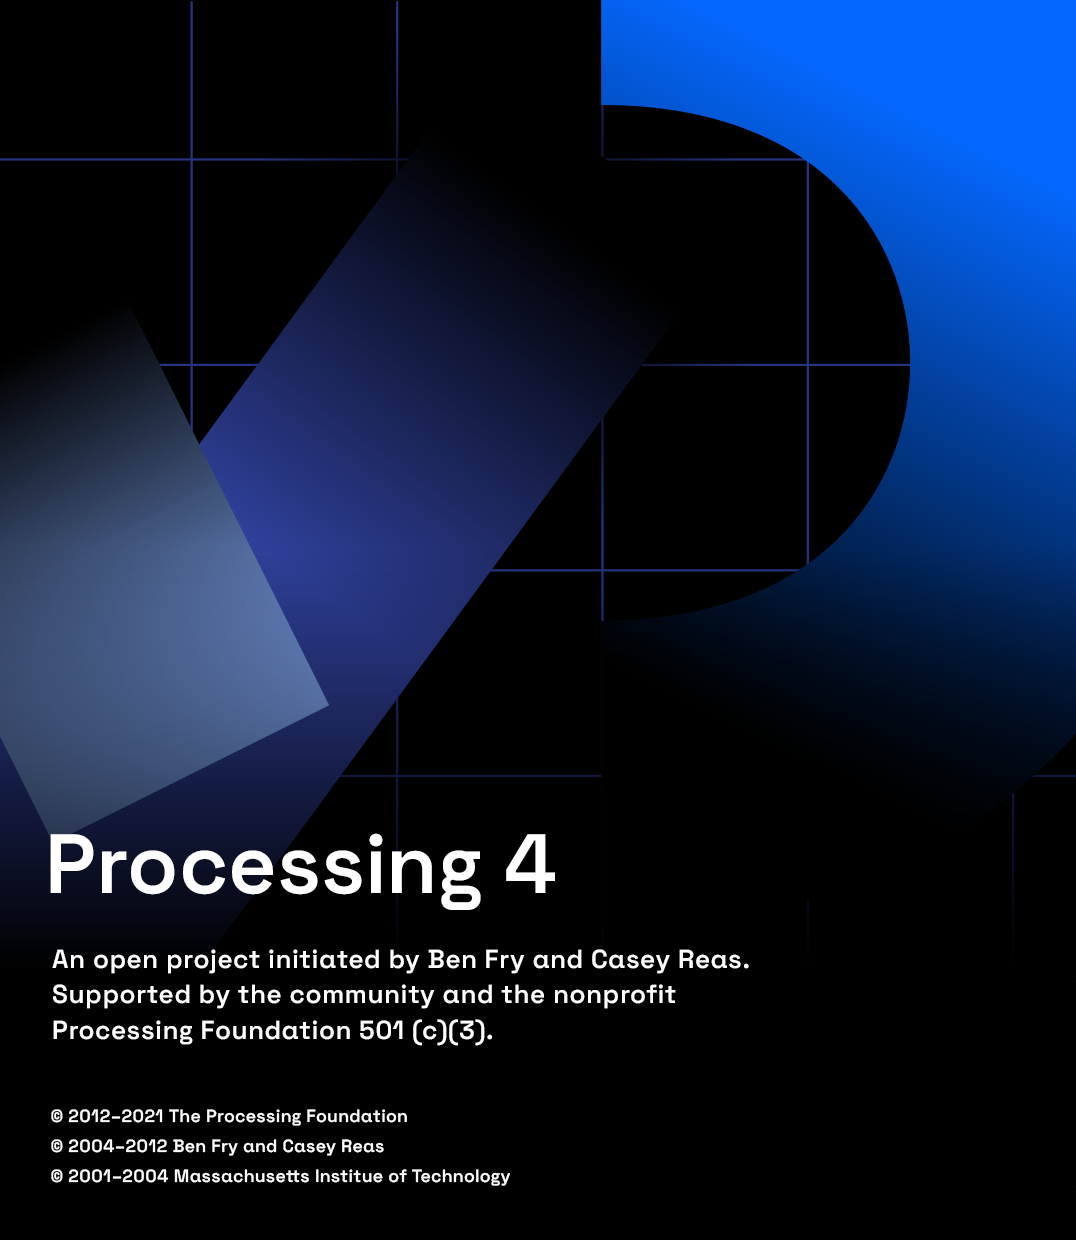 Processing 4
An open project initiated by Ben Fry and Casey Reas.
Supported by the community and the nonprofit
Processing Foundation 501 (c)(3).
© 2012–2021 The Processing Foundation
© 2004–2012 Ben Fry and Casey Reas
© 2001–2004 Massachusetts Institue of Technology